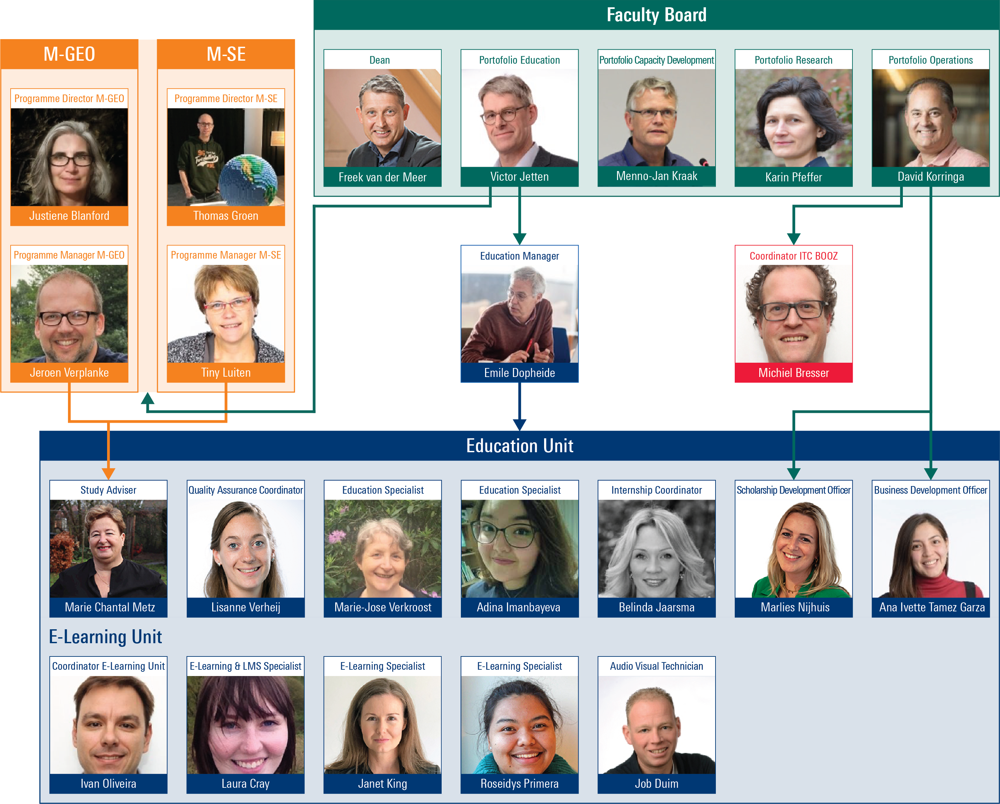 Faculty Board
M-GEO
M-SE
Dean
Portofolio Education
Portofolio Capacity Development
Portofolio Research
Portofolio Operations
Programme Director M-GEO
Programme Director M-SE
Freek van der Meer
Victor Jetten
Menno-Jan Kraak
Karin Pfeffer
David Korringa
Justiene Blanford
Thomas Groen
Programme Manager M-GEO
Programme Manager M-SE
Education Manager
Coordinator ITC BOOZ
Jeroen Verplanke
Tiny Luiten
Emile Dopheide
Michiel Bresser
Education Unit
Study Adviser
Quality Assurance Coordinator
Education Specialist
Education Specialist
Internship Coordinator
Scholarship Development Officer
Business Development Officer
Marie Chantal Metz
Lisanne Verheij
Marie-Jose Verkroost
Adina Imanbayeva
Belinda Jaarsma
Marlies Nijhuis
Ana Ivette Tamez Garza
E-Learning Unit
Coordinator E-Learning Unit
E-Learning & LMS Specialist
E-Learning Specialist
E-Learning Specialist
Audio Visual Technician
Ivan Oliveira
Laura Cray
Janet King
Roseidys Primera
Job Duim